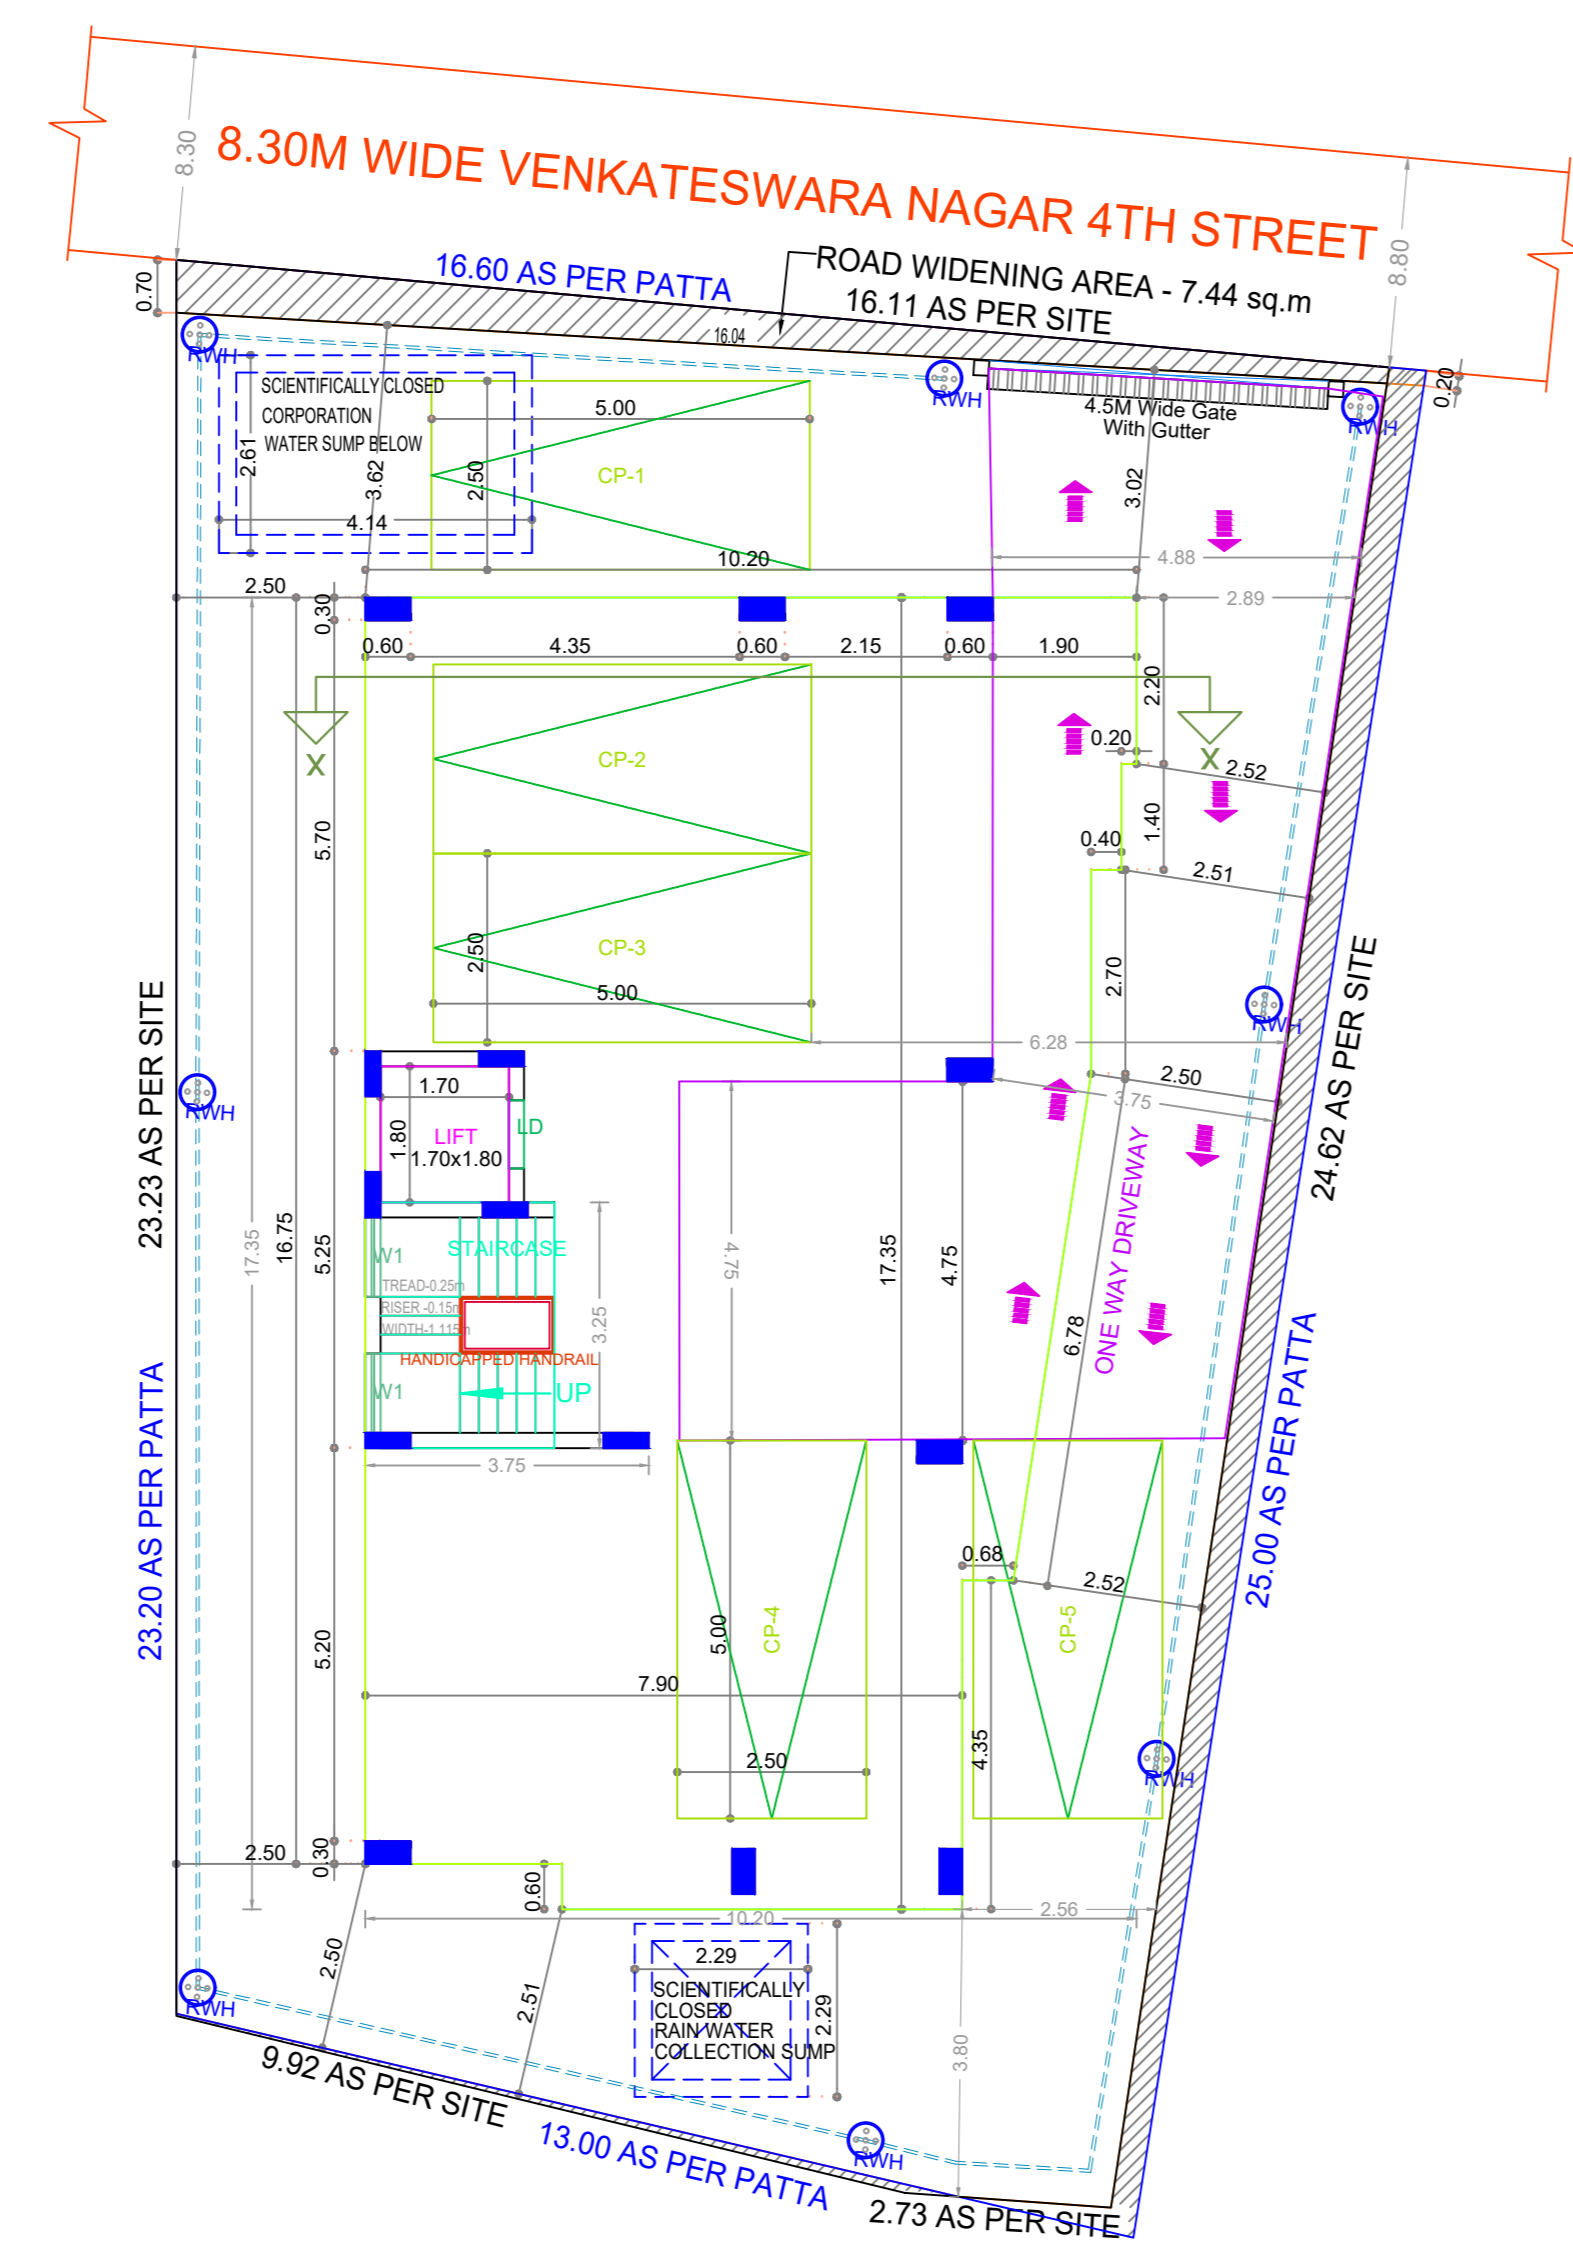 8.30
8.30M WIDE VENKATESWARA NAGAR 4TH STREET
8.80
0.70
16.60 AS PER PATTA
ROAD WIDENING AREA - 7.44 sq.m
16.11 AS PER SITE
16.04
0.20
RWH
RWH
RWH
4.5M Wide Gate
With Gutter
SCIENTIFICALLY CLOSED
CORPORATION
WATER SUMP BELOW
2.61
3.62
4.14
5.00
2.50
CP-1
3.02
10.20
4.88
2.50
0.30
2.89
0.60
4.35
0.60
2.15
0.60
1.90
2.20
X
CP-2
0.20
X
2.52
5.70
1.40
0.40
2.51
2.50
CP-3
2.70
5.00
RWH
6.28
2.50
3.75
23.23 AS PER SITE
24.62 AS PER SITE
RWH
1.70
1.80
LIFT
1.70x1.80
LD
17.35
16.75
5.25
W1
STAIRCASE
TREAD-0.25m
RISER -0.15m
WIDTH-1.115m
HANDICAPPED HANDRAIL
W1
UP
3.25
3.75
4.75
17.35
4.75
6.78
ONE WAY DRIVEWAY
23.20 AS PER PATTA
25.00 AS PER PATTA
0.68
2.52
5.20
5.00
CP-4
CP-5
7.90
2.50
4.35
RWH
2.50
0.30
0.60
10.20
2.56
2.50
2.51
2.29
SCIENTIFICALLY
CLOSED
RAIN WATER
COLLECTION SUMP
2.29
3.80
RWH
9.92 AS PER SITE
13.00 AS PER PATTA
RWH
2.73 AS PER SITE